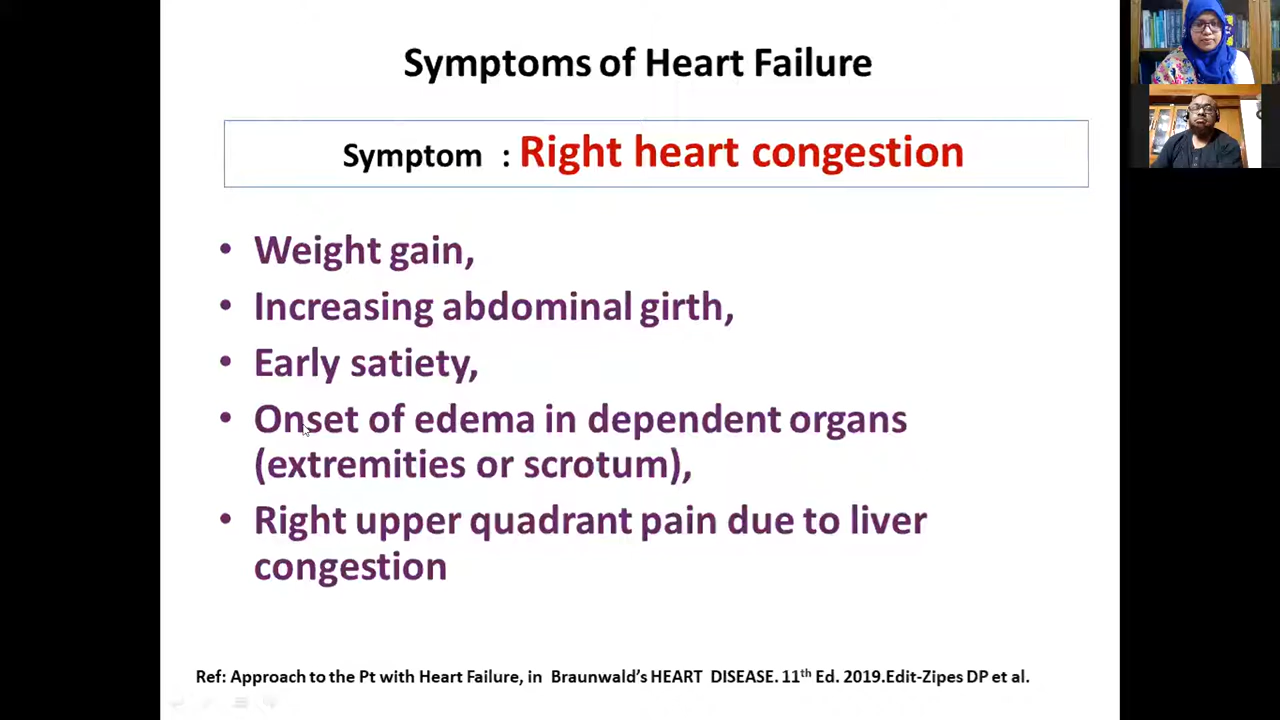 Symptoms of Heart Failure
Symptom : Right heart congestion
• Weight gain,
• Increasing abdominal girth,
• Early satiety,
• Onset of edema in dependent organs
(extremities or scrotum),
• Right upper quadrant pain due to liver
congestion
Ref: Approach to the Pt with Heart Failure, in Braunwald’s HEART DISEASE. 11th Ed. 2019.Edit-Zipes DP et al.